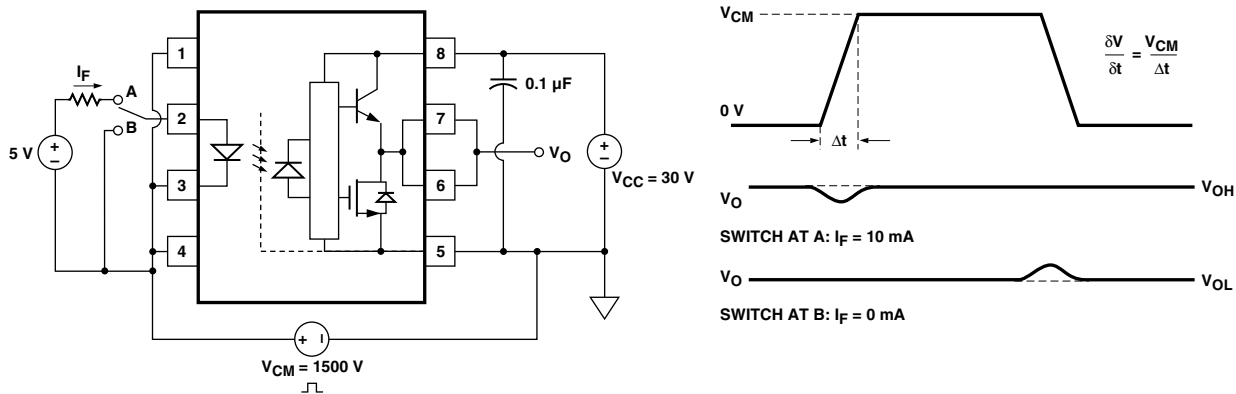 1
2
3
4
8
7
6
5
I_F
A
B
5 V
+
–
0.1 µF
V_O
+
–
V_CC = 30 V
+ –
V_CM = 1500 V
V_CM
δV/δt = V_CM/Δt
0 V
Δt
V_O
V_OH
SWITCH AT A: I_F = 10 mA
V_O
V_OL
SWITCH AT B: I_F = 0 mA